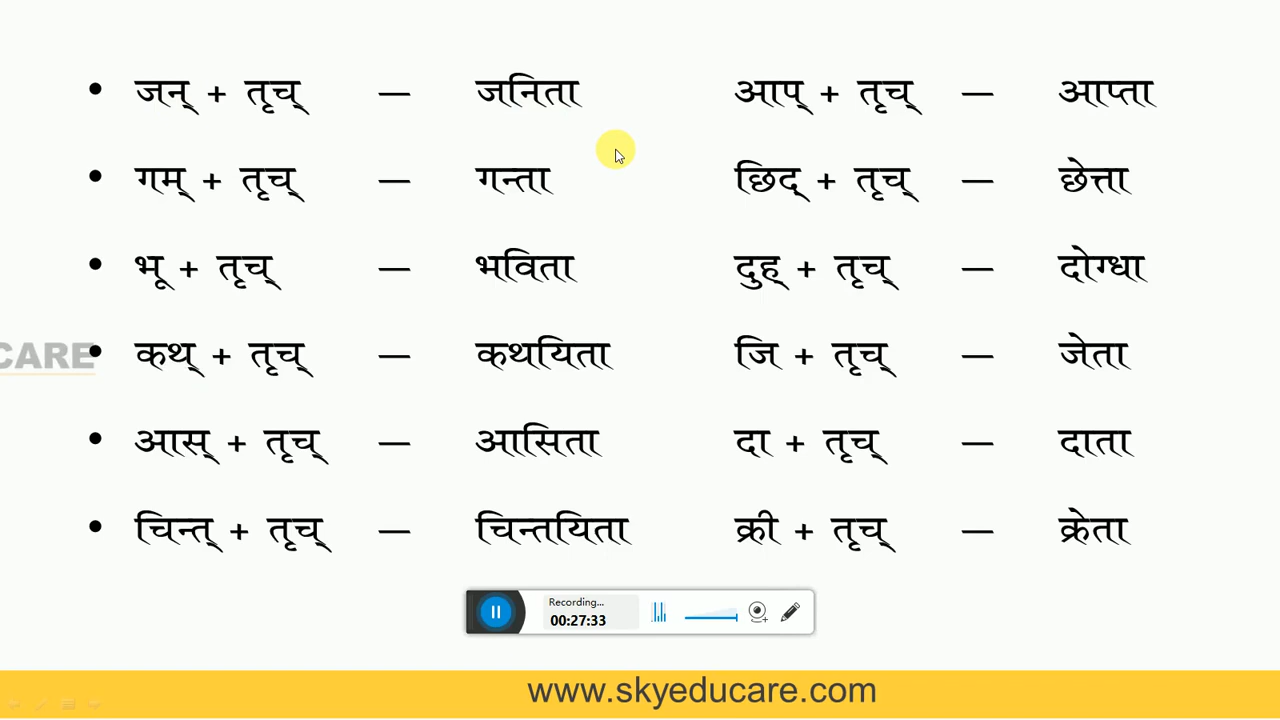 • जन् + तृच् — जनिता आप् + तृच् — आप्ता
• गम् + तृच् — गन्ता छिद् + तृच् — छेत्ता
• भू + तृच् — भविता दुह् + तृच् — दोग्धा
CARE • कथ् + तृच् — कथयिता जि + तृच् — जेता
• आस् + तृच् — आसिता दा + तृच् — दाता
• चिन्त् + तृच् — चिन्तयिता क्री + तृच् — क्रेता
Recording...
00:27:33
www.skyeducare.com